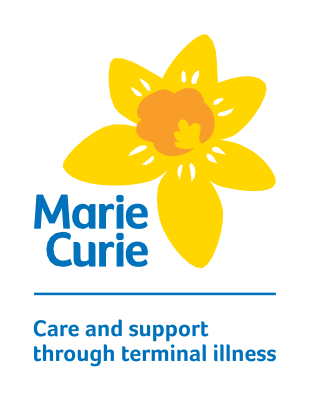 Marie
Curie
Care and support
through terminal illness